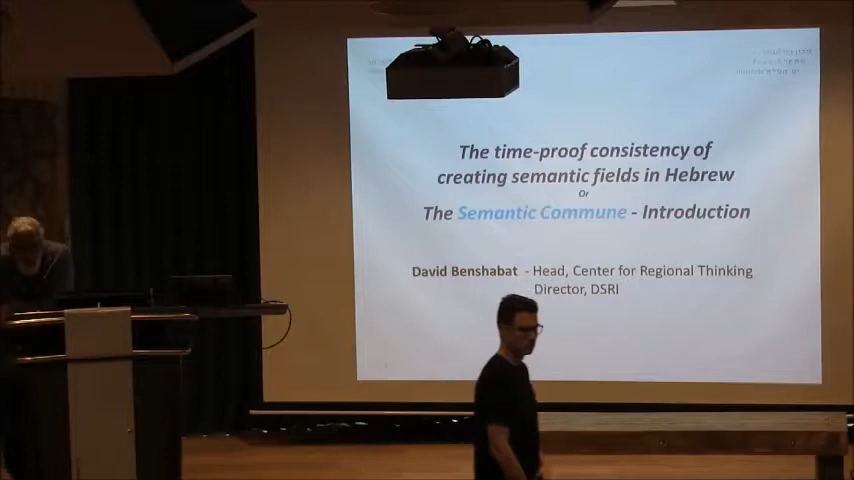 The time-proof consistency of
creating semantic fields in Hebrew
Or
The Semantic Commune - Introduction
David Benshabat - Head, Center for Regional Thinking
Director, DSRI